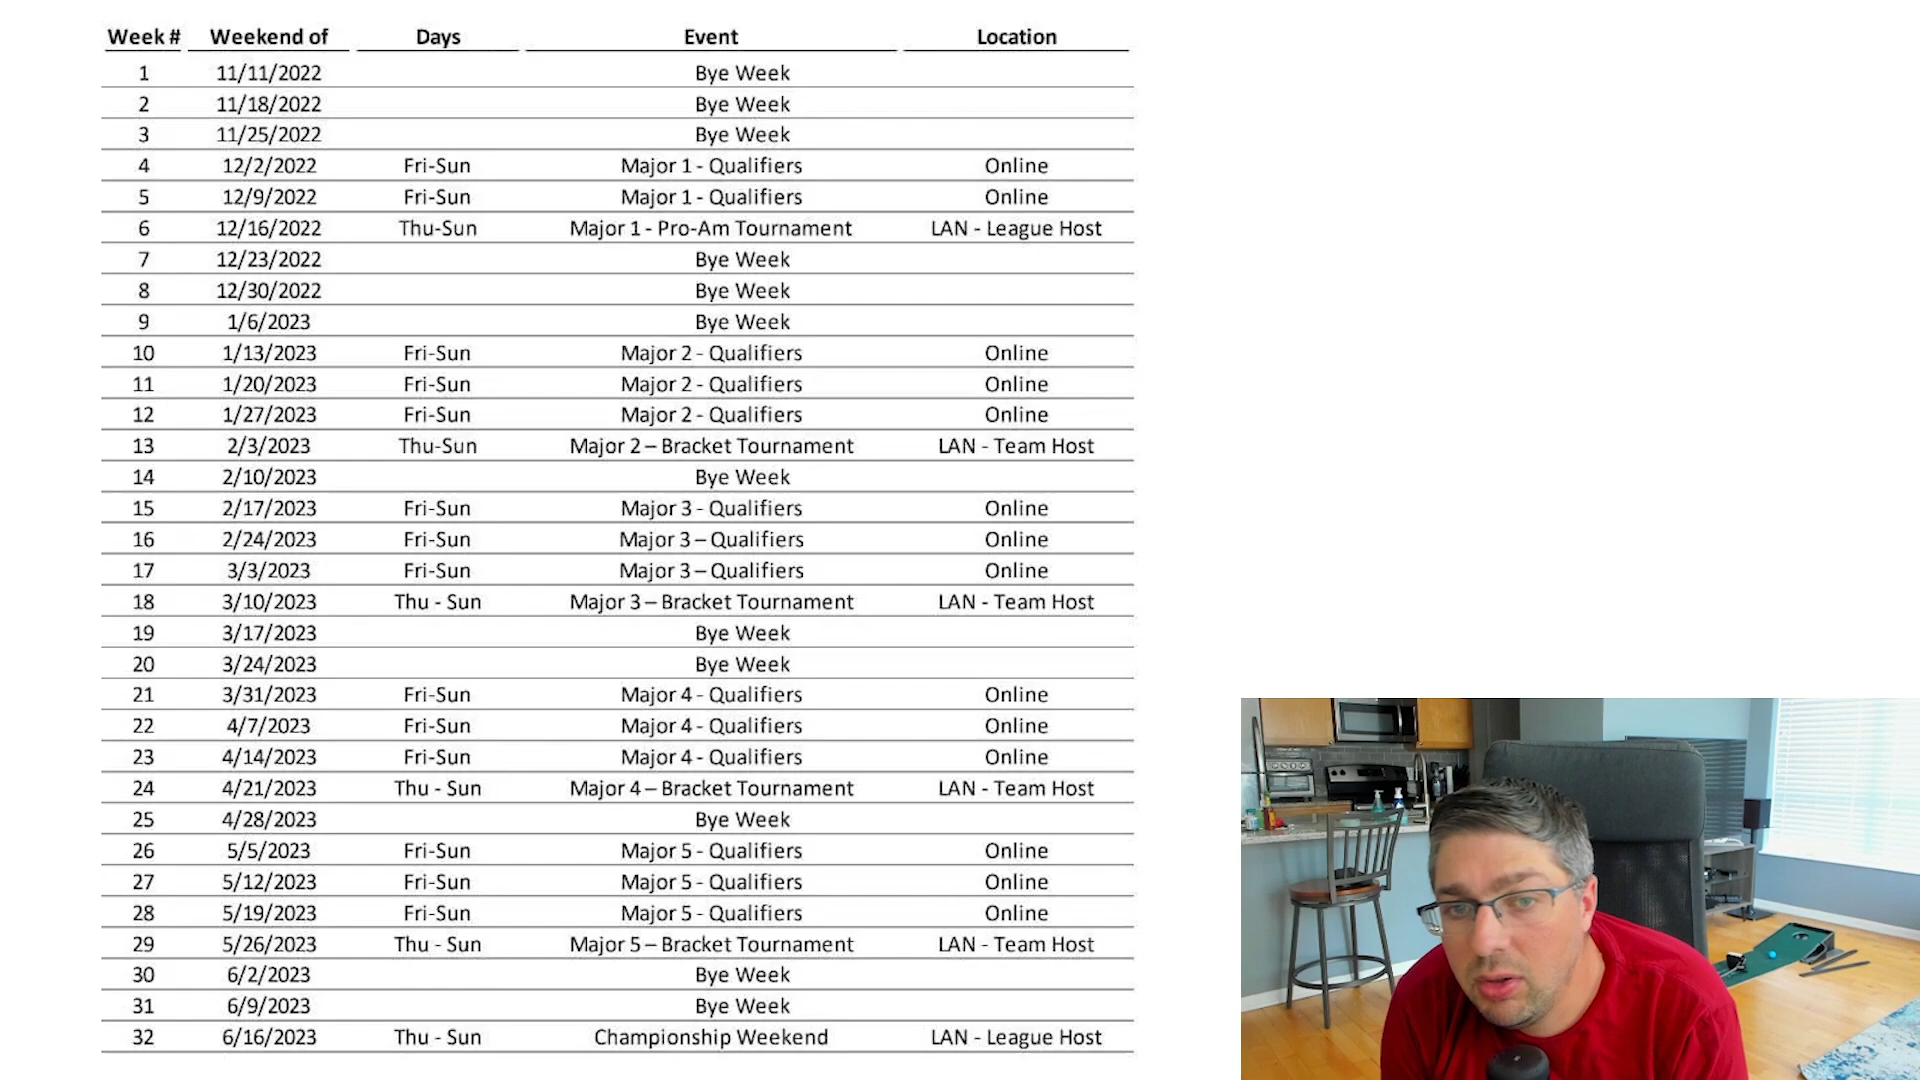 Week # Weekend of Days Event Location
1 11/11/2022 Bye Week
2 11/18/2022 Bye Week
3 11/25/2022 Bye Week
4 12/2/2022 Fri-Sun Major 1 - Qualifiers Online
5 12/9/2022 Fri-Sun Major 1 - Qualifiers Online
6 12/16/2022 Thu-Sun Major 1 - Pro-Am Tournament LAN - League Host
7 12/23/2022 Bye Week
8 12/30/2022 Bye Week
9 1/6/2023 Bye Week
10 1/13/2023 Fri-Sun Major 2 - Qualifiers Online
11 1/20/2023 Fri-Sun Major 2 - Qualifiers Online
12 1/27/2023 Fri-Sun Major 2 - Qualifiers Online
13 2/3/2023 Thu-Sun Major 2 – Bracket Tournament LAN - Team Host
14 2/10/2023 Bye Week
15 2/17/2023 Fri-Sun Major 3 - Qualifiers Online
16 2/24/2023 Fri-Sun Major 3 – Qualifiers Online
17 3/3/2023 Fri-Sun Major 3 – Qualifiers Online
18 3/10/2023 Thu - Sun Major 3 – Bracket Tournament LAN - Team Host
19 3/17/2023 Bye Week
20 3/24/2023 Bye Week
21 3/31/2023 Fri-Sun Major 4 - Qualifiers Online
22 4/7/2023 Fri-Sun Major 4 - Qualifiers Online
23 4/14/2023 Fri-Sun Major 4 - Qualifiers Online
24 4/21/2023 Thu - Sun Major 4 – Bracket Tournament LAN - Team Host
25 4/28/2023 Bye Week
26 5/5/2023 Fri-Sun Major 5 - Qualifiers Online
27 5/12/2023 Fri-Sun Major 5 - Qualifiers Online
28 5/19/2023 Fri-Sun Major 5 - Qualifiers Online
29 5/26/2023 Thu - Sun Major 5 – Bracket Tournament LAN - Team Host
30 6/2/2023 Bye Week
31 6/9/2023 Bye Week
32 6/16/2023 Thu - Sun Championship Weekend LAN - League Host